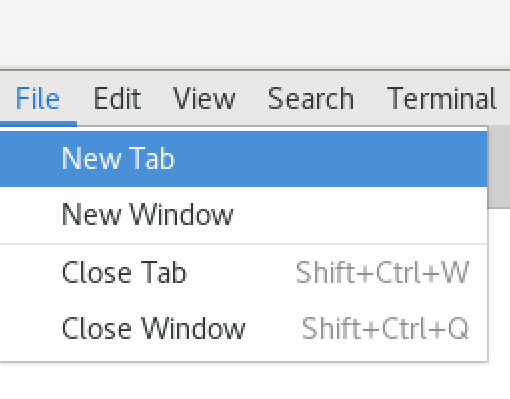 File Edit View Search Terminal
New Tab
New Window
Close Tab Shift+Ctrl+W
Close Window Shift+Ctrl+Q